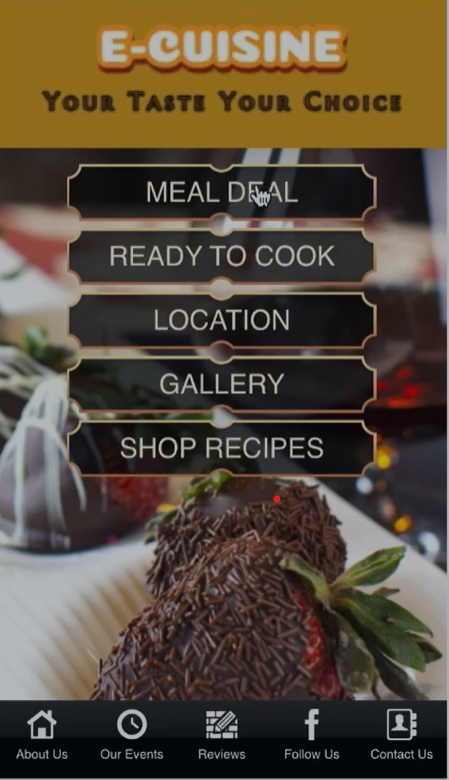 E-CUISINE
YOUR TASTE YOUR CHOICE
MEAL DEAL
READY TO COOK
LOCATION
GALLERY
SHOP RECIPES
About Us Our Events Reviews Follow Us Contact Us